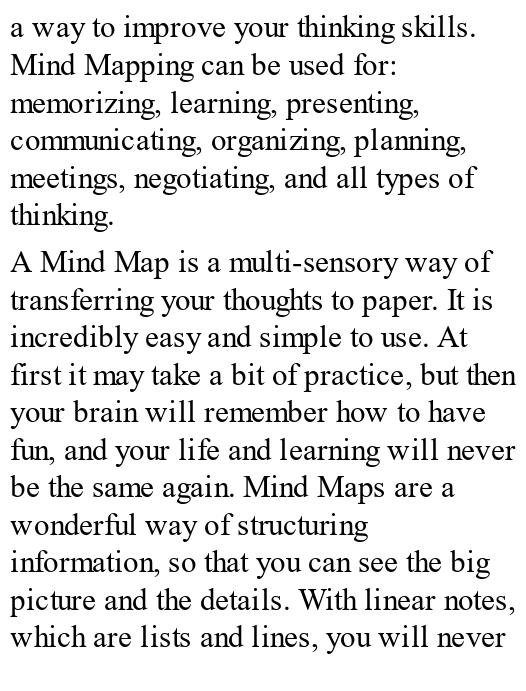 a way to improve your thinking skills.
Mind Mapping can be used for:
memorizing, learning, presenting,
communicating, organizing, planning,
meetings, negotiating, and all types of
thinking.
A Mind Map is a multi-sensory way of
transferring your thoughts to paper. It is
incredibly easy and simple to use. At
first it may take a bit of practice, but then
your brain will remember how to have
fun, and your life and learning will never
be the same again. Mind Maps are a
wonderful way of structuring
information, so that you can see the big
picture and the details. With linear notes,
which are lists and lines, you will never